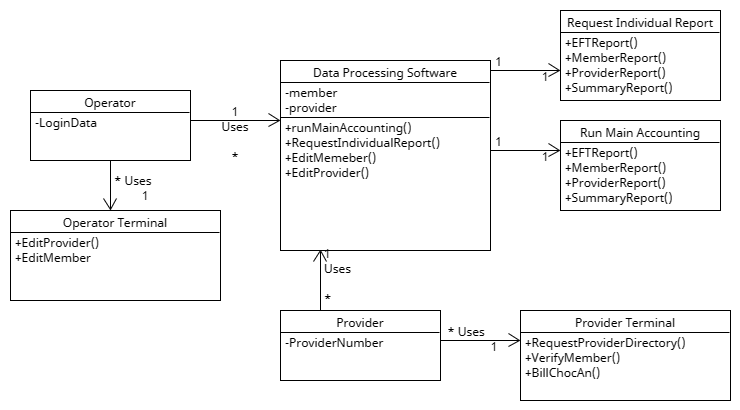 Request Individual Report
+EFTReport()
+MemberReport()
+ProviderReport()
+SummaryReport()
1
1
Data Processing Software
-member
-provider
+runMainAccounting()
+RequestIndividualReport()
+EditMemeber()
+EditProvider()
Operator
-LoginData
1
Uses
*
Run Main Accounting
+EFTReport()
+MemberReport()
+ProviderReport()
+SummaryReport()
1
1
* Uses
1
Operator Terminal
+EditProvider()
+EditMember
1
Uses
*
Provider
-ProviderNumber
* Uses
1
Provider Terminal
+RequestProviderDirectory()
+VerifyMember()
+BillChocAn()